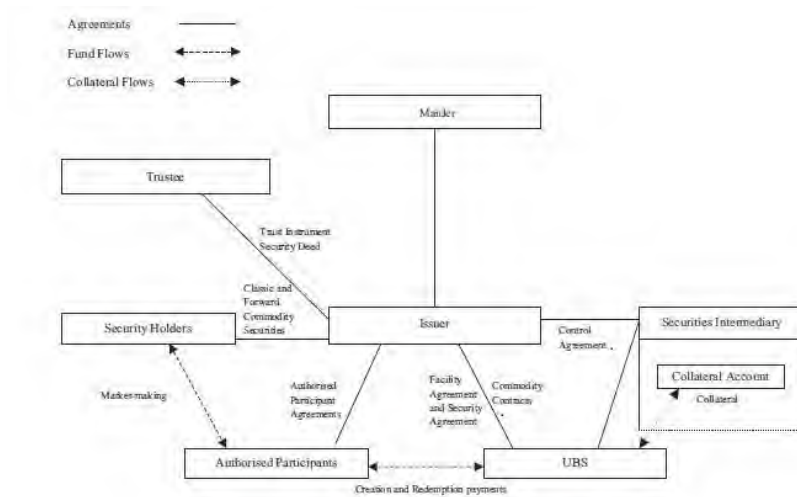 Agreements
Fund Flows
Collateral Flows
Manler
Trustee
Trust Instrument
Security Deed
Classic and
Forward
Commodity
Securities
Security Holders
Issuer
Securities Intermediary
Control
Agreement
Collateral Account
Collateral
Market-making
Authorised
Participant
Agreements
Facility
Agreement
and Security
Agreement
Commodity
Contracts
Authorised Participants
UBS
Creation and Redemption payments